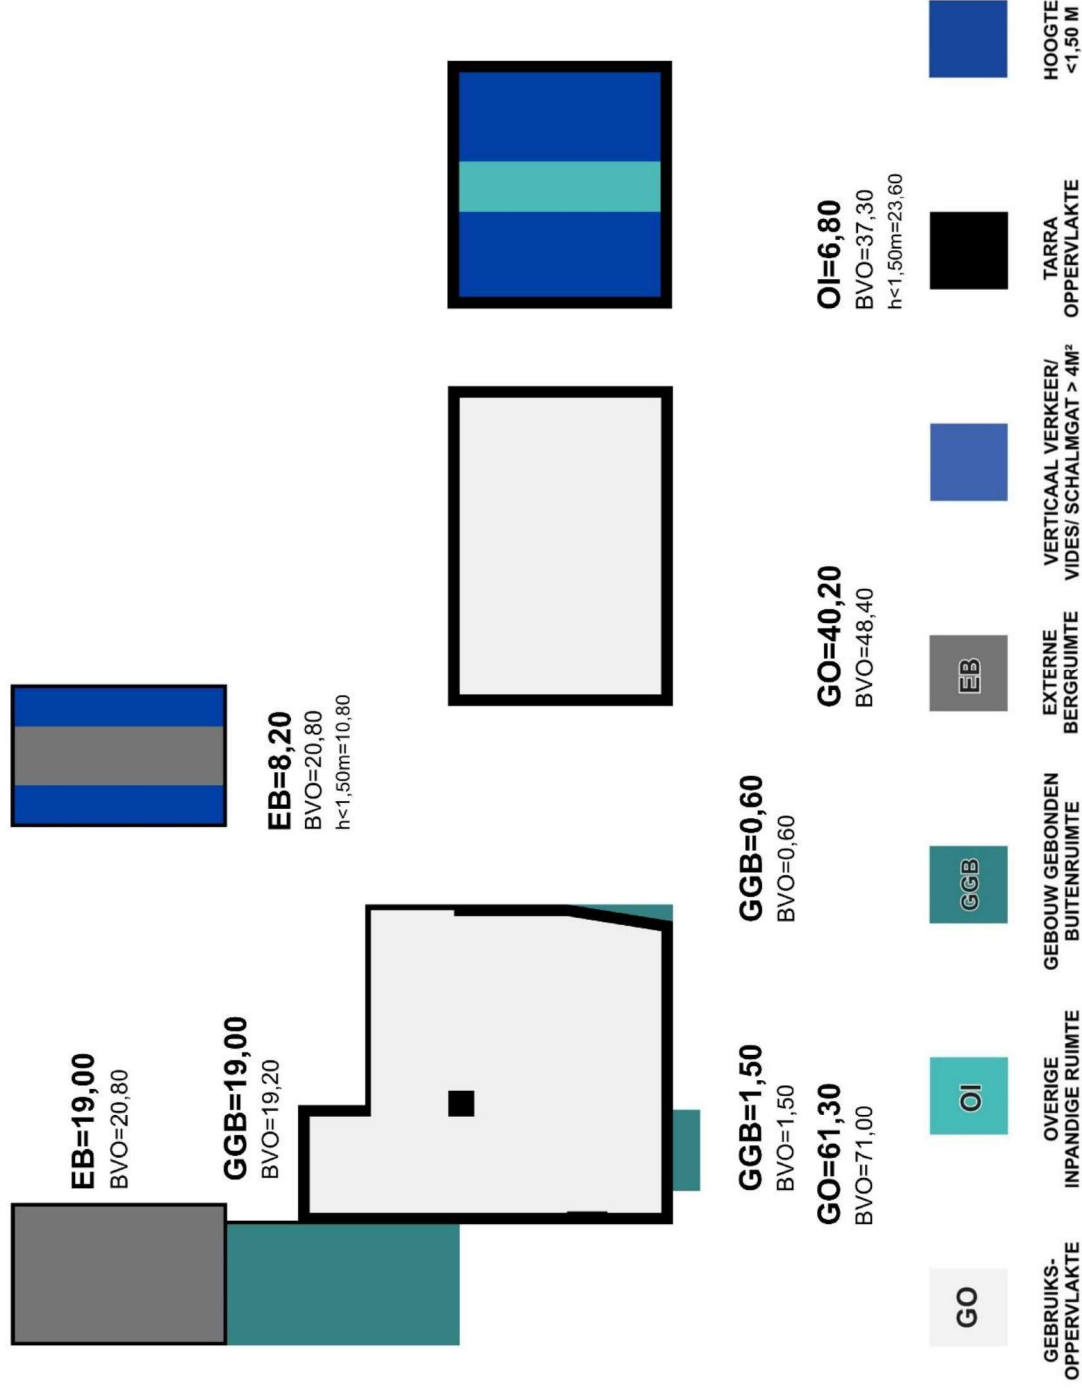 EB=19,00
BVO=20,80
GGB=19,00
BVO=19,20
EB=8,20
BVO=20,80
h<1,50m=10,80
GGB=1,50
BVO=1,50
GO=61,30
BVO=71,00
GGB=0,60
BVO=0,60
GO=40,20
BVO=48,40
OI=6,80
BVO=37,30
h<1,50m=23,60
GO
GEBRUIKS-
OPPERVLAKTE
OI
OVERIGE
INPANDIGE RUIMTE
GGB
GEBOUW GEBONDEN
BUITENRUIMTE
EB
EXTERNE
BERGRUIMTE
VERTICAAL VERKEER/
VIDES/ SCHALMGAT > 4M²
TARRA
OPPERVLAKTE
HOOGTE
<1,50 M